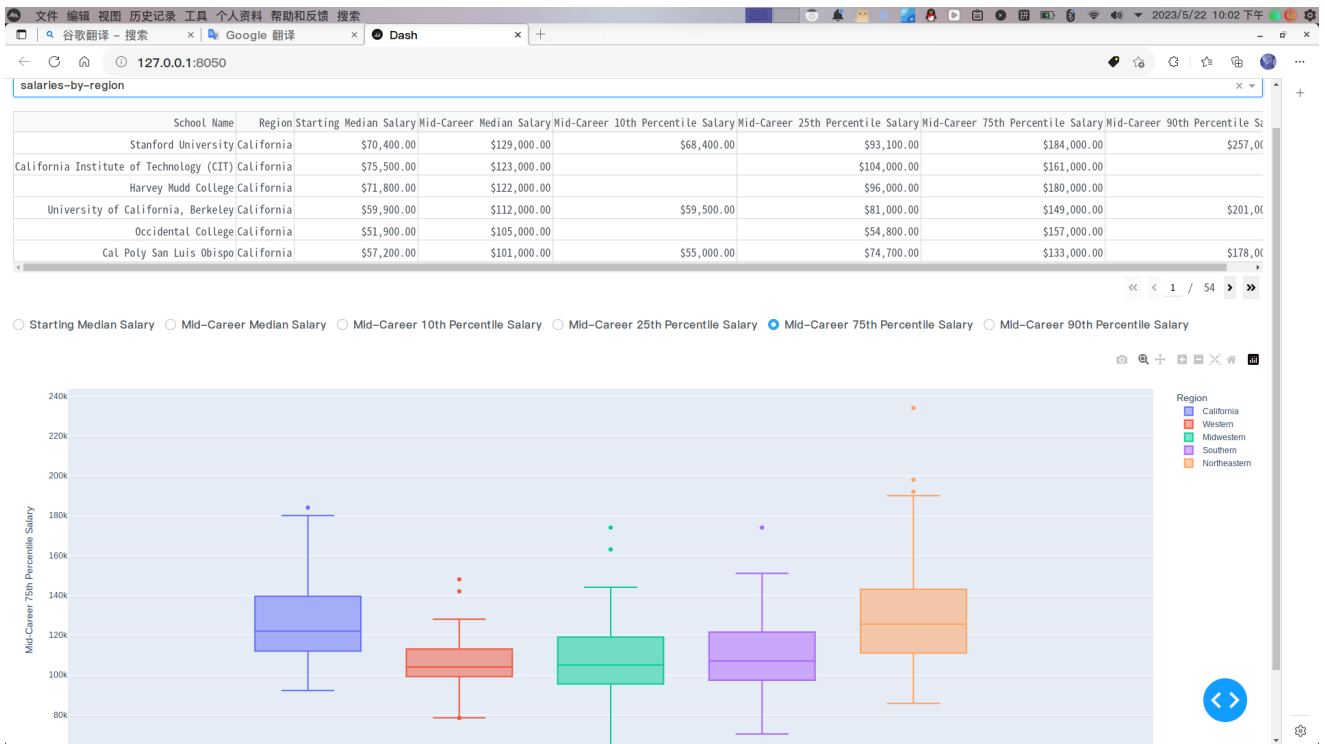 文件 编辑 视图 历史记录 工具 个人资料 帮助和反馈 搜索 2023/5/22 10:02 下午
谷歌翻译 – 搜索 × Google 翻译 × Dash ×
127.0.0.1:8050
salaries-by-region
School Name Region Starting Median Salary Mid-Career Median Salary Mid-Career 10th Percentile Salary Mid-Career 25th Percentile Salary Mid-Career 75th Percentile Salary Mid-Career 90th Percentile Sa
Stanford University California $70,400.00 $129,000.00 $68,400.00 $93,100.00 $184,000.00 $257,00
California Institute of Technology (CIT) California $75,500.00 $123,000.00 $104,000.00 $161,000.00
Harvey Mudd College California $71,800.00 $122,000.00 $96,000.00 $180,000.00
University of California, Berkeley California $59,900.00 $112,000.00 $59,500.00 $81,000.00 $149,000.00 $201,00
Occidental College California $51,900.00 $105,000.00 $54,800.00 $157,000.00
Cal Poly San Luis Obispo California $57,200.00 $101,000.00 $55,000.00 $74,700.00 $133,000.00 $178,00
1 / 54
Starting Median Salary Mid-Career Median Salary Mid-Career 10th Percentile Salary Mid-Career 25th Percentile Salary Mid-Career 75th Percentile Salary Mid-Career 90th Percentile Salary
Mid-Career 75th Percentile Salary
240k
220k
200k
180k
160k
140k
120k
100k
80k
Region
California
Western
Midwestern
Southern
Northeastern